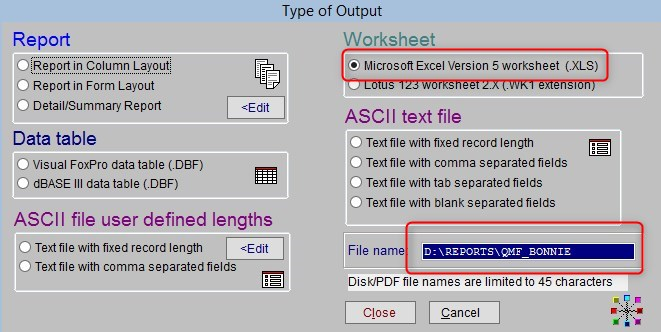 Type of Output
Report
Report in Column Layout
Report in Form Layout
Detail/Summary Report
<Edit
Data table
Visual FoxPro data table (.DBF)
dBASE III data table (.DBF)
ASCII file user defined lengths
Text file with fixed record length
<Edit
Text file with comma separated fields
Worksheet
Microsoft Excel Version 5 worksheet (.XLS)
Lotus 123 worksheet 2.X (.WK1 extension)
ASCII text file
Text file with fixed record length
Text file with comma separated fields
Text file with tab separated fields
Text file with blank separated fields
File name: D:\REPORTS\QMF_BONNIE
Disk/PDF file names are limited to 45 characters
Close
Cancel